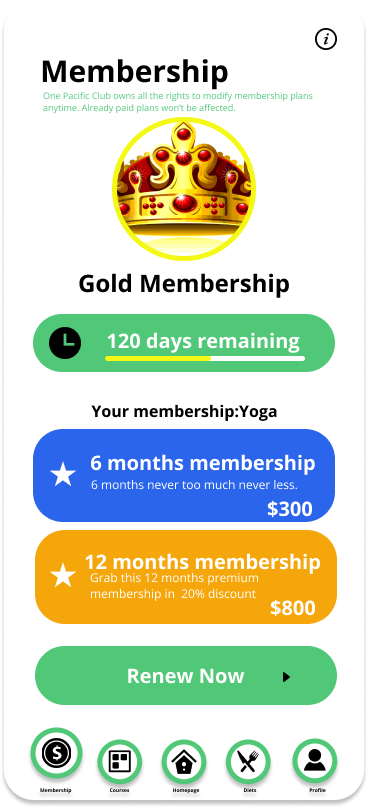 i
Membership
One Pacific Club owns all the rights to modify membership plans
anytime. Already paid plans won't be affected.
Gold Membership
120 days remaining
Your membership:Yoga
6 months membership
6 months never too much never less.
$300
12 months membership
Grab this 12 months premium
membership in  20% discount
$800
Renew Now
$
Membership
Courses
Homepage
Diets
Profile